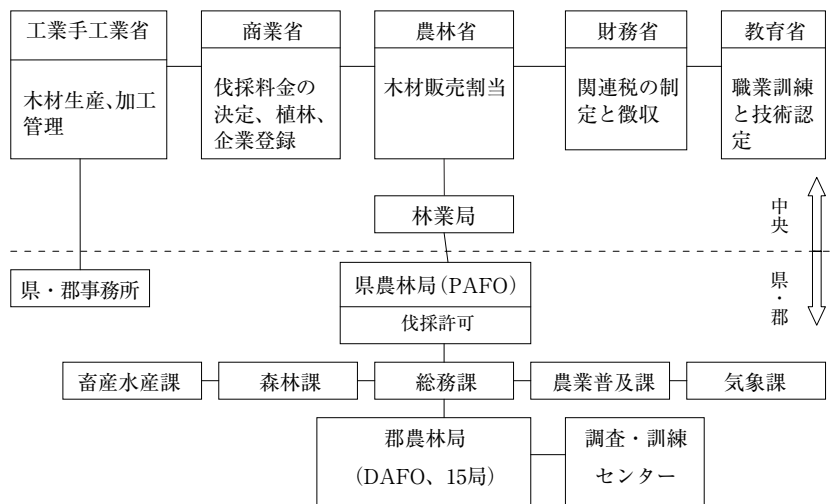 工業手工業省
木材生産、加工
管理
商業省
伐採料金の
決定、植林、
企業登録
農林省
木材販売割当
財務省
関連税の制
定と徴収
教育省
職業訓練
と技術認
定
林業局
中央
県・郡
県・郡事務所
県農林局(PAFO)
伐採許可
畜産水産課
森林課
総務課
農業普及課
気象課
郡農林局
(DAFO、15局)
調査・訓練
センター